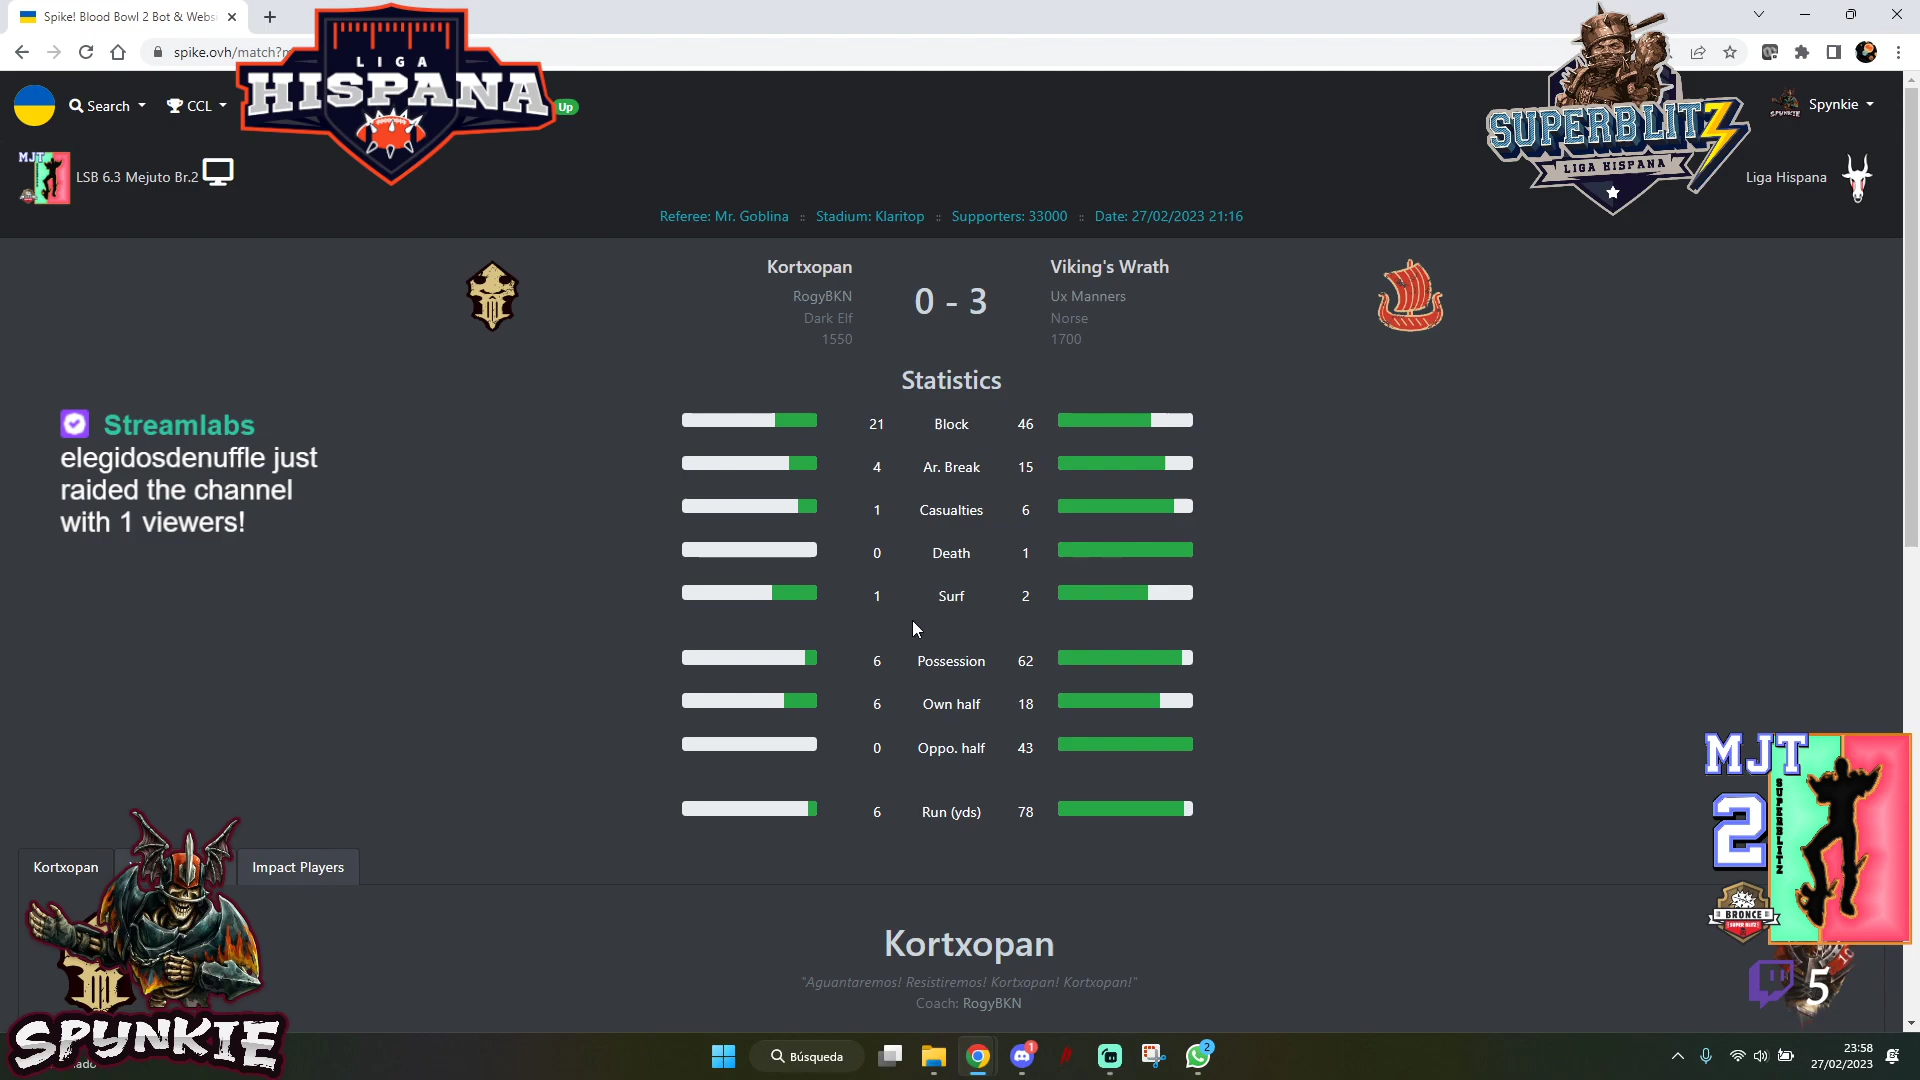 Spike! Blood Bowl 2 Bot & Websi
spike.ovh/match?
LIGA
HISPANA
Search
CCL
Up
SUPERBLITZ
LIGA HISPANA
Spynkie
MJT
LSB 6.3 Mejuto Br.2
Liga Hispana
Referee: Mr. Goblina :: Stadium: Klaritop :: Supporters: 33000 :: Date: 27/02/2023 21:16
Kortxopan
RogyBKN
Dark Elf
1550
0 - 3
Viking's Wrath
Ux Manners
Norse
1700
Statistics
21 Block 46
4 Ar. Break 15
1 Casualties 6
0 Death 1
1 Surf 2
6 Possession 62
6 Own half 18
0 Oppo. half 43
6 Run (yds) 78
Streamlabs
elegidosdenuffle just
raided the channel
with 1 viewers!
Kortxopan
Impact Players
Kortxopan
"Aguantaremos! Resistiremos! Kortxopan! Kortxopan!"
Coach: RogyBKN
MJT
2
SUPERBLITZ
BRONCE
5
SPYNKIE
Búsqueda
1
2
23:58
27/02/2023